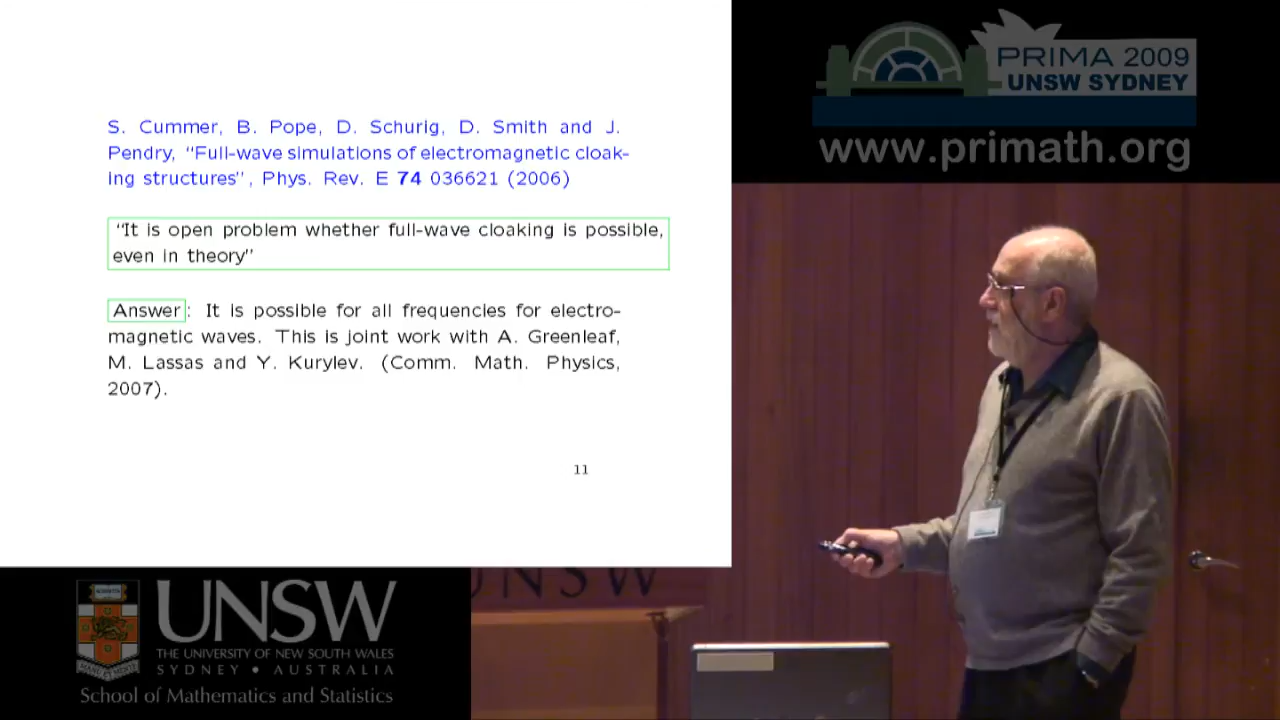 S. Cummer, B. Pope, D. Schurig, D. Smith and J.
Pendry, “Full-wave simulations of electromagnetic cloak-
ing structures”, Phys. Rev. E 74 036621 (2006)
“It is open problem whether full-wave cloaking is possible,
even in theory”
Answer: It is possible for all frequencies for electro-
magnetic waves. This is joint work with A. Greenleaf,
M. Lassas and Y. Kurylev. (Comm. Math. Physics,
2007).
11
PRIMA 2009
UNSW SYDNEY
www.primath.org
UNSW
UNSW
THE UNIVERSITY OF NEW SOUTH WALES
SYDNEY • AUSTRALIA
School of Mathematics and Statistics